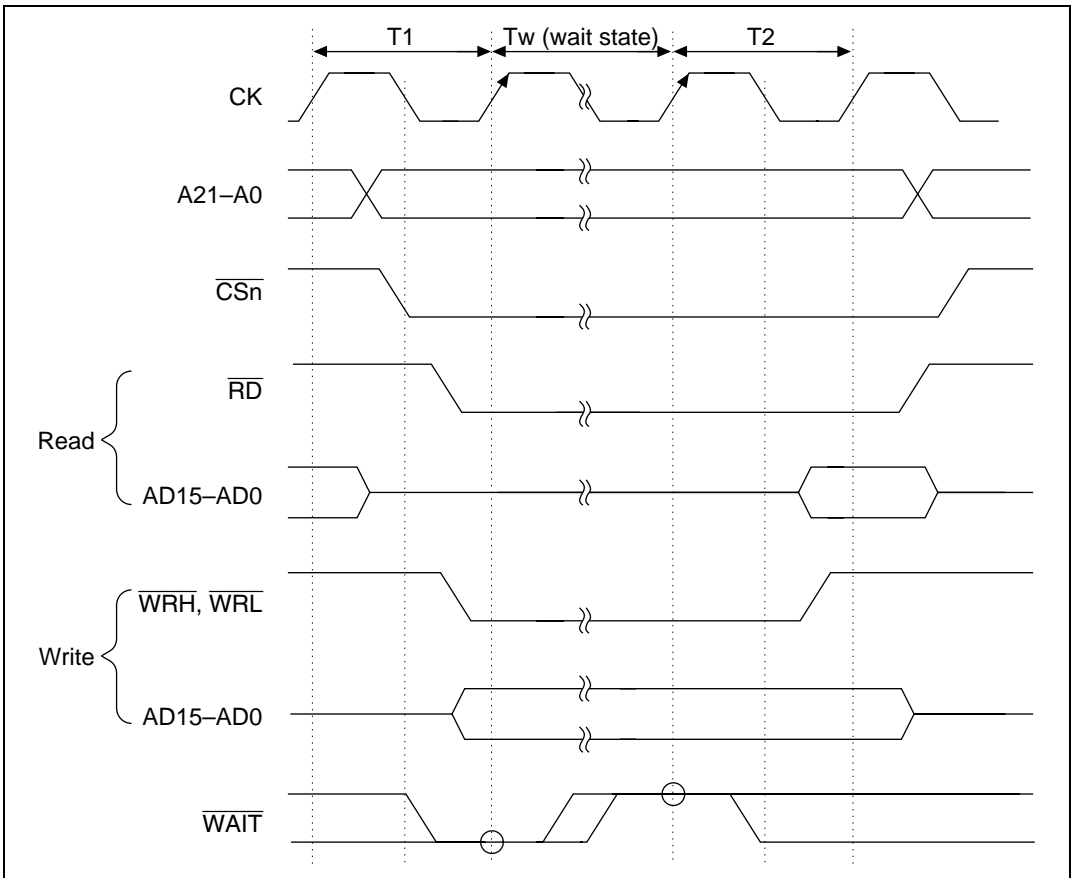 T1 Tw (wait state) T2
CK
A21–A0
CSn
RD
Read
AD15–AD0
WRH, WRL
Write
AD15–AD0
WAIT